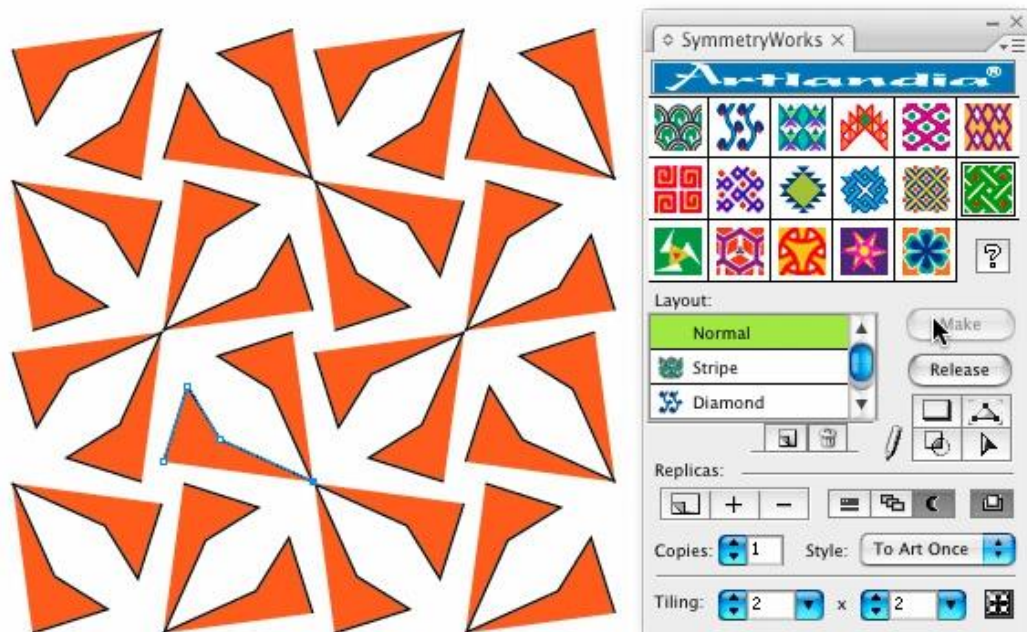 SymmetryWorks
Artlandia®
?
Layout:
Normal
Make
Stripe
Release
Diamond
Replicas:
+ −
Copies: 1 Style: To Art Once
Tiling: 2 x 2